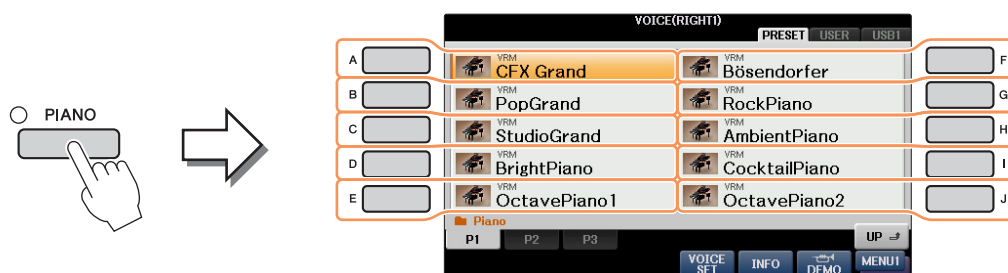 PIANO
VOICE(RIGHT1)
PRESET USER USB1
A VRM CFX Grand VRM Bösendorfer F
B VRM PopGrand VRM RockPiano G
C VRM StudioGrand VRM AmbientPiano H
D VRM BrightPiano VRM CocktailPiano I
E VRM OctavePiano1 VRM OctavePiano2 J
Piano
P1 P2 P3 UP
VOICE SET INFO DEMO MENU1